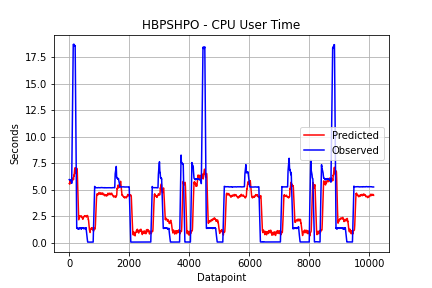 HBPSHPO - CPU User Time
17.5
15.0
12.5
10.0
7.5
5.0
2.5
0.0
Seconds
Predicted
Observed
0 2000 4000 6000 8000 10000
Datapoint